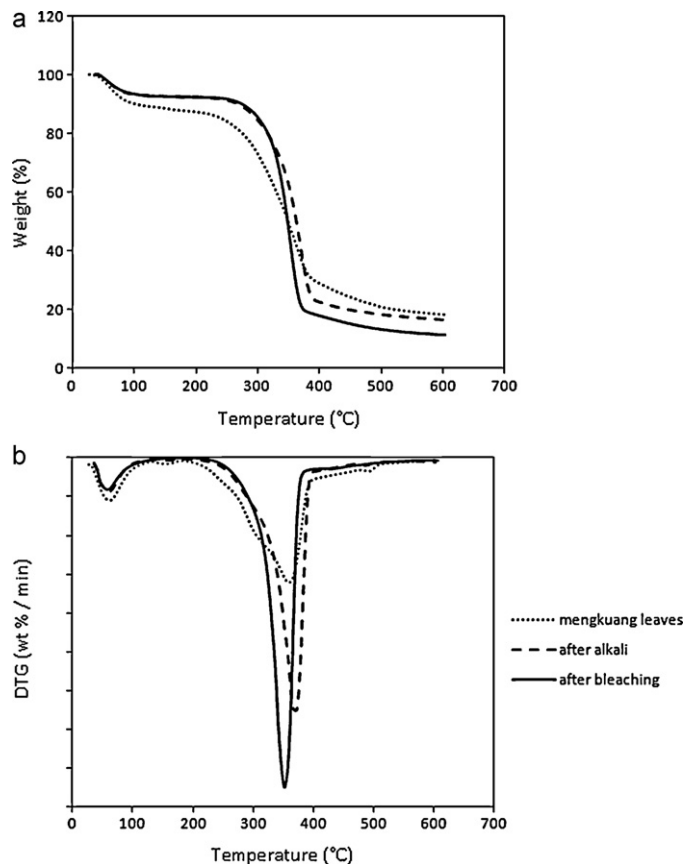 a
120
100
80
60
40
20
0
Weight (%)
0 100 200 300 400 500 600 700
Temperature (°C)
b
DTG (wt % / min)
0 100 200 300 400 500 600 700
Temperature (°C)
mengkuang leaves
after alkali
after bleaching